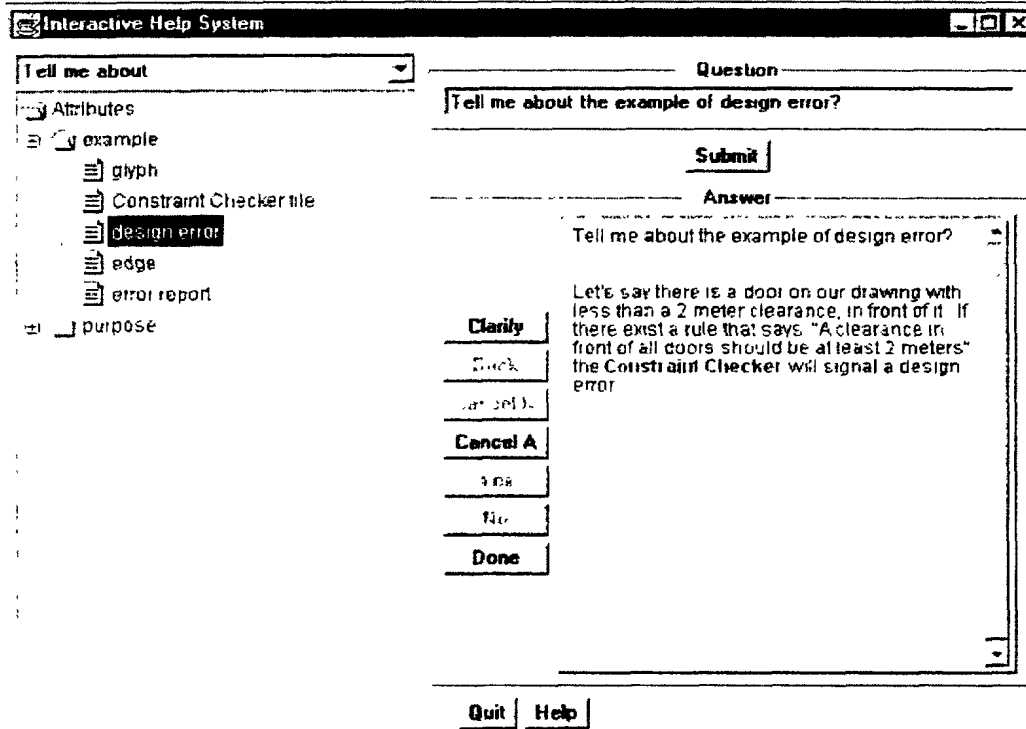 Interactive Help System
Tell me about
Attributes
example
glyph
Constraint Checker file
design error
edge
error report
purpose
Question
Tell me about the example of design error?
Submit
Answer
Tell me about the example of design error?
Let's say there is a door on our drawing with
less than a 2 meter clearance, in front of it. If
there exist a rule that says "A clearance in
front of all doors should be at least 2 meters"
the Constraint Checker will signal a design
error
Clarify
Back
Cancel A
No
Done
Quit
Help